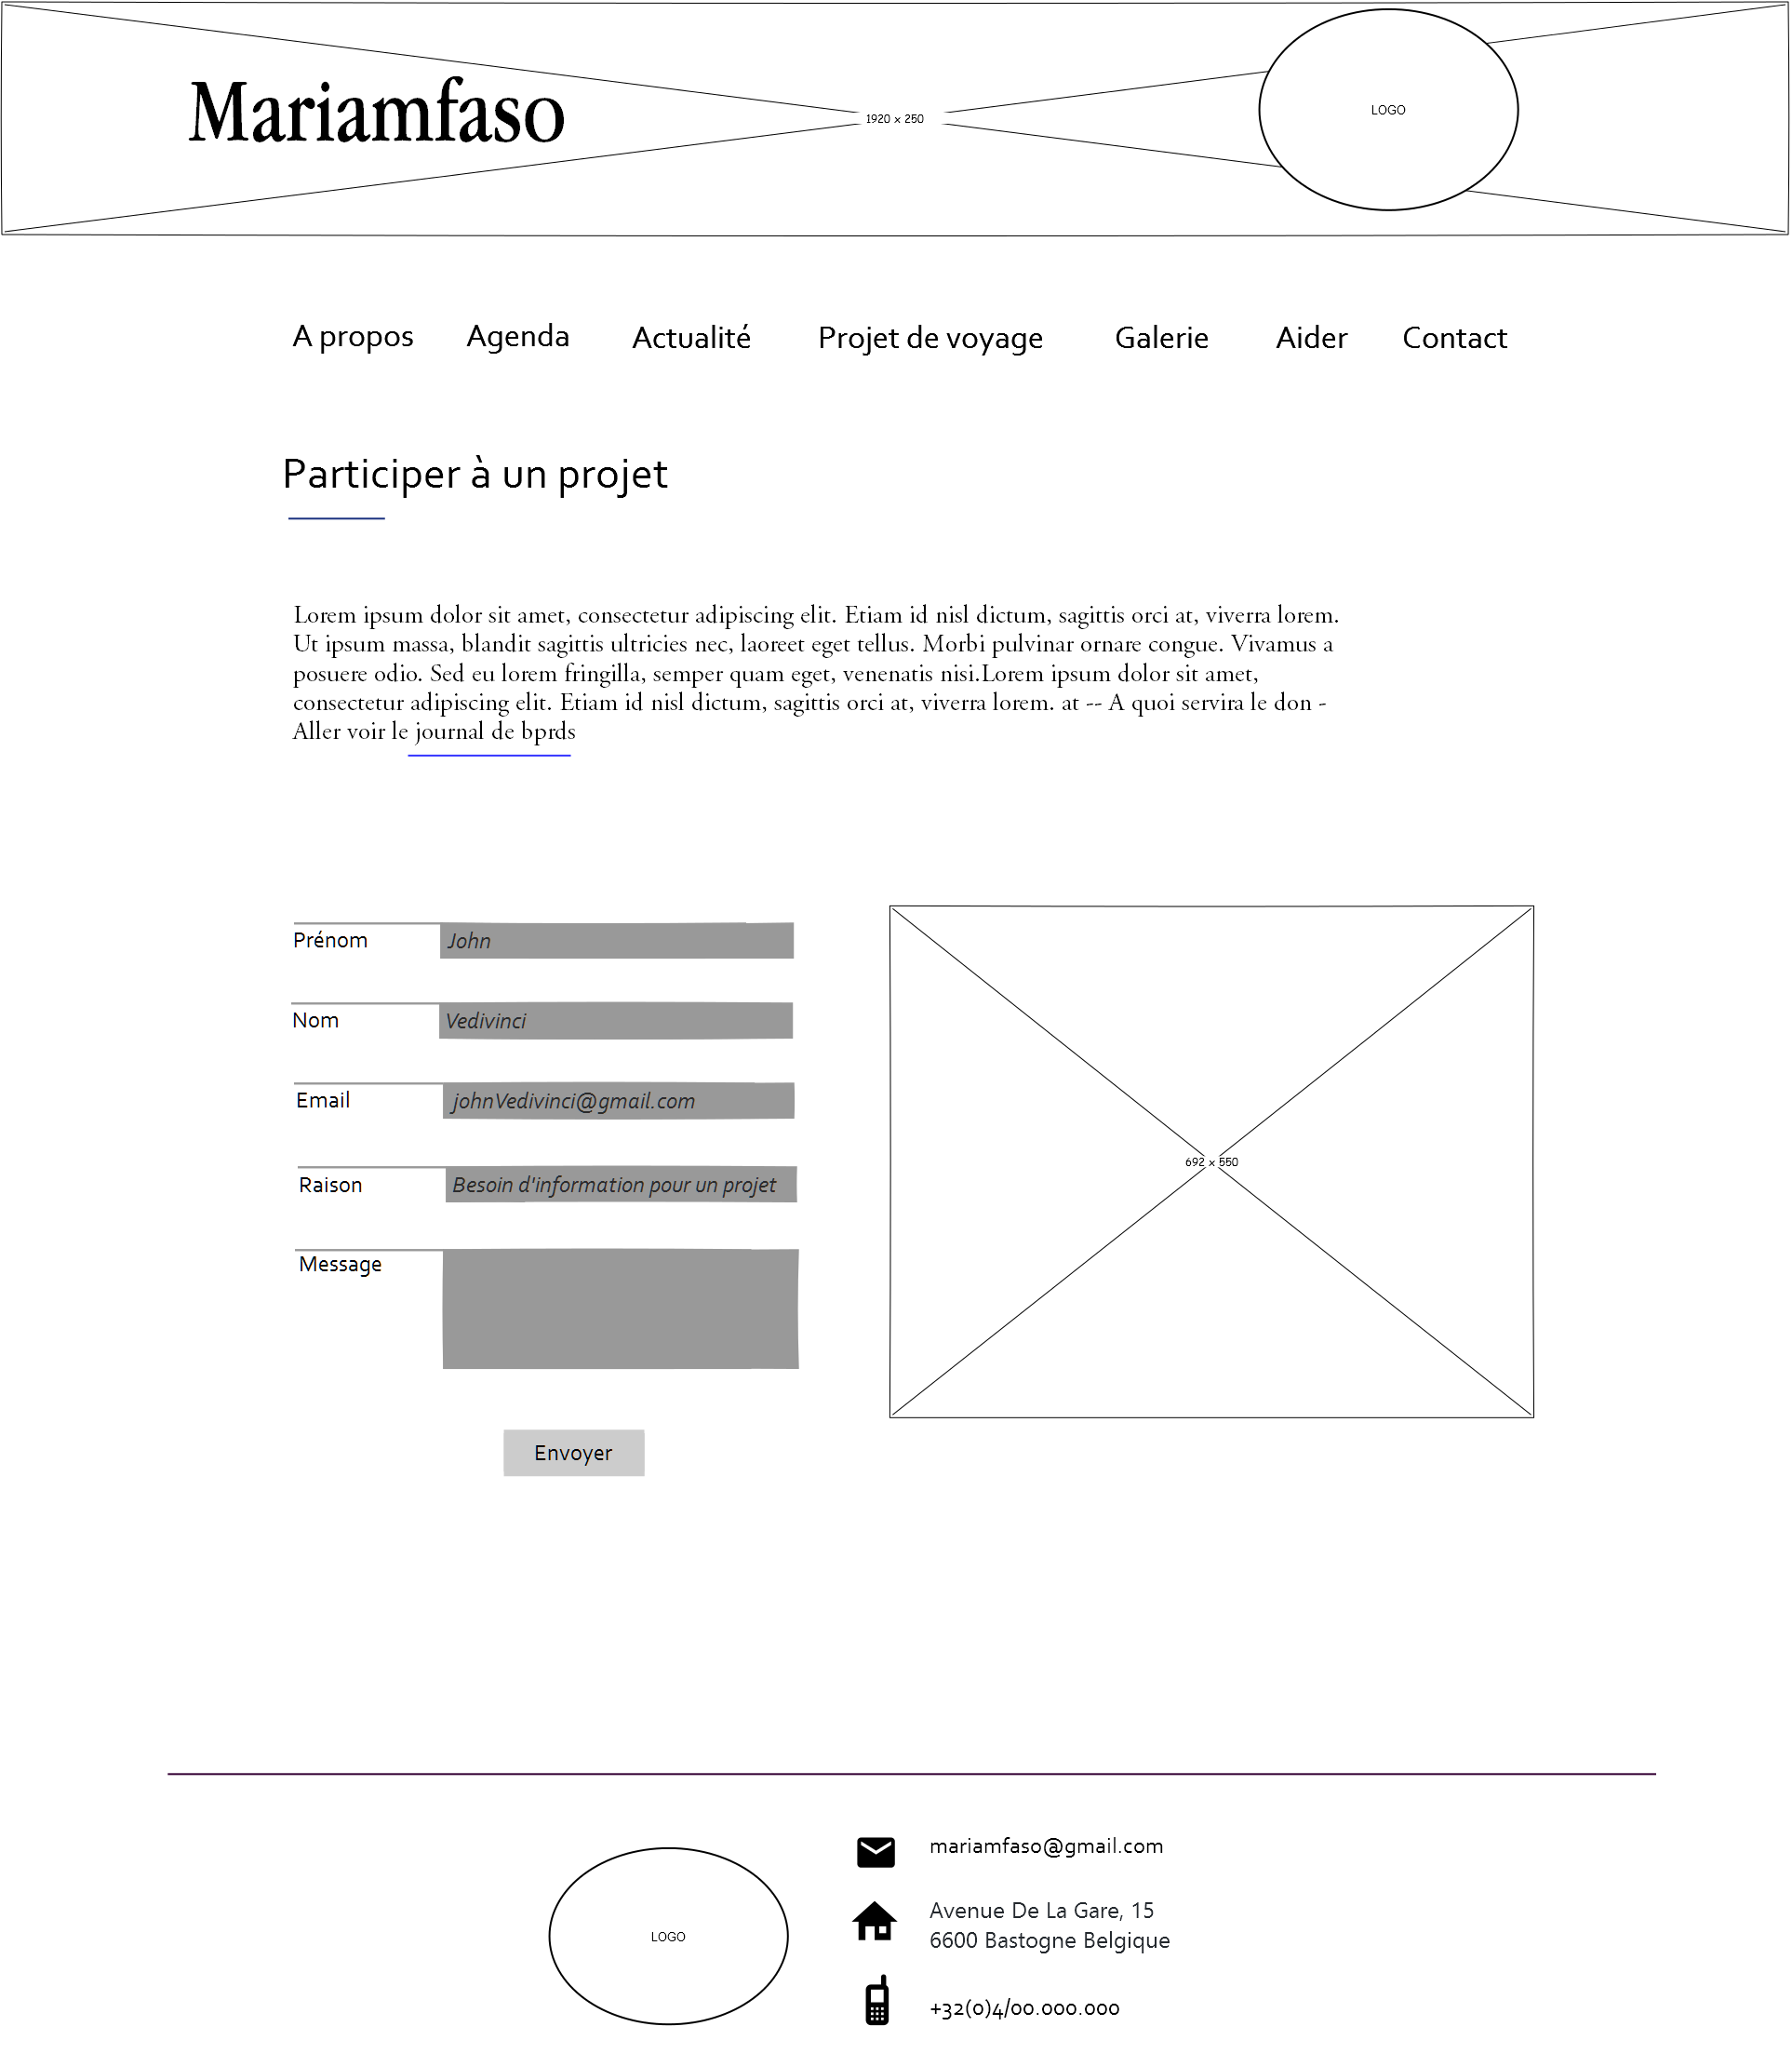 Mariamfaso
1920 x 250
LOGO
A propos Agenda Actualité Projet de voyage Galerie Aider Contact
Participer à un projet
Lorem ipsum dolor sit amet, consectetur adipiscing elit. Etiam id nisl dictum, sagittis orci at, viverra lorem.
Ut ipsum massa, blandit sagittis ultricies nec, laoreet eget tellus. Morbi pulvinar ornare congue. Vivamus a
posuere odio. Sed eu lorem fringilla, semper quam eget, venenatis nisi.Lorem ipsum dolor sit amet,
consectetur adipiscing elit. Etiam id nisl dictum, sagittis orci at, viverra lorem. at -- A quoi servira le don -
Aller voir le journal de bprds
Prénom John
Nom Vedivinci
Email johnVedivinci@gmail.com
Raison Besoin d'information pour un projet
Message
Envoyer
692 x 550
LOGO
mariamfaso@gmail.com
Avenue De La Gare, 15
6600 Bastogne Belgique
+32(0)4/00.000.000